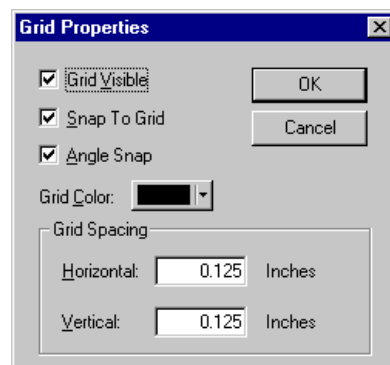 Grid Properties
Grid Visible
OK
Snap To Grid
Cancel
Angle Snap
Grid Color:
Grid Spacing
Horizontal: 0.125 Inches
Vertical: 0.125 Inches